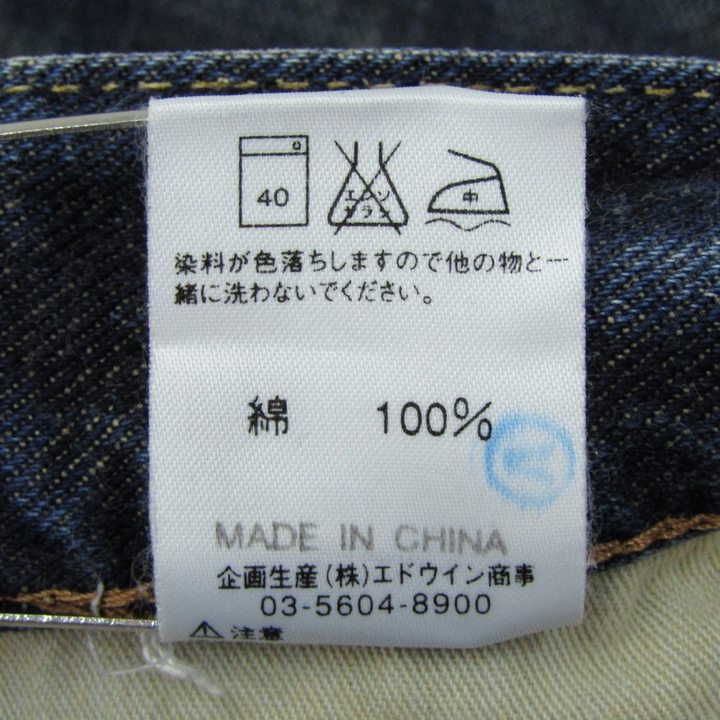 40
エンソ
サラシ
中
染料が色落ちしますので他の物と一
緒に洗わないでください。
綿 100%
MADE IN CHINA
企画生産(株)エドウイン商事
03-5604-8900
注意